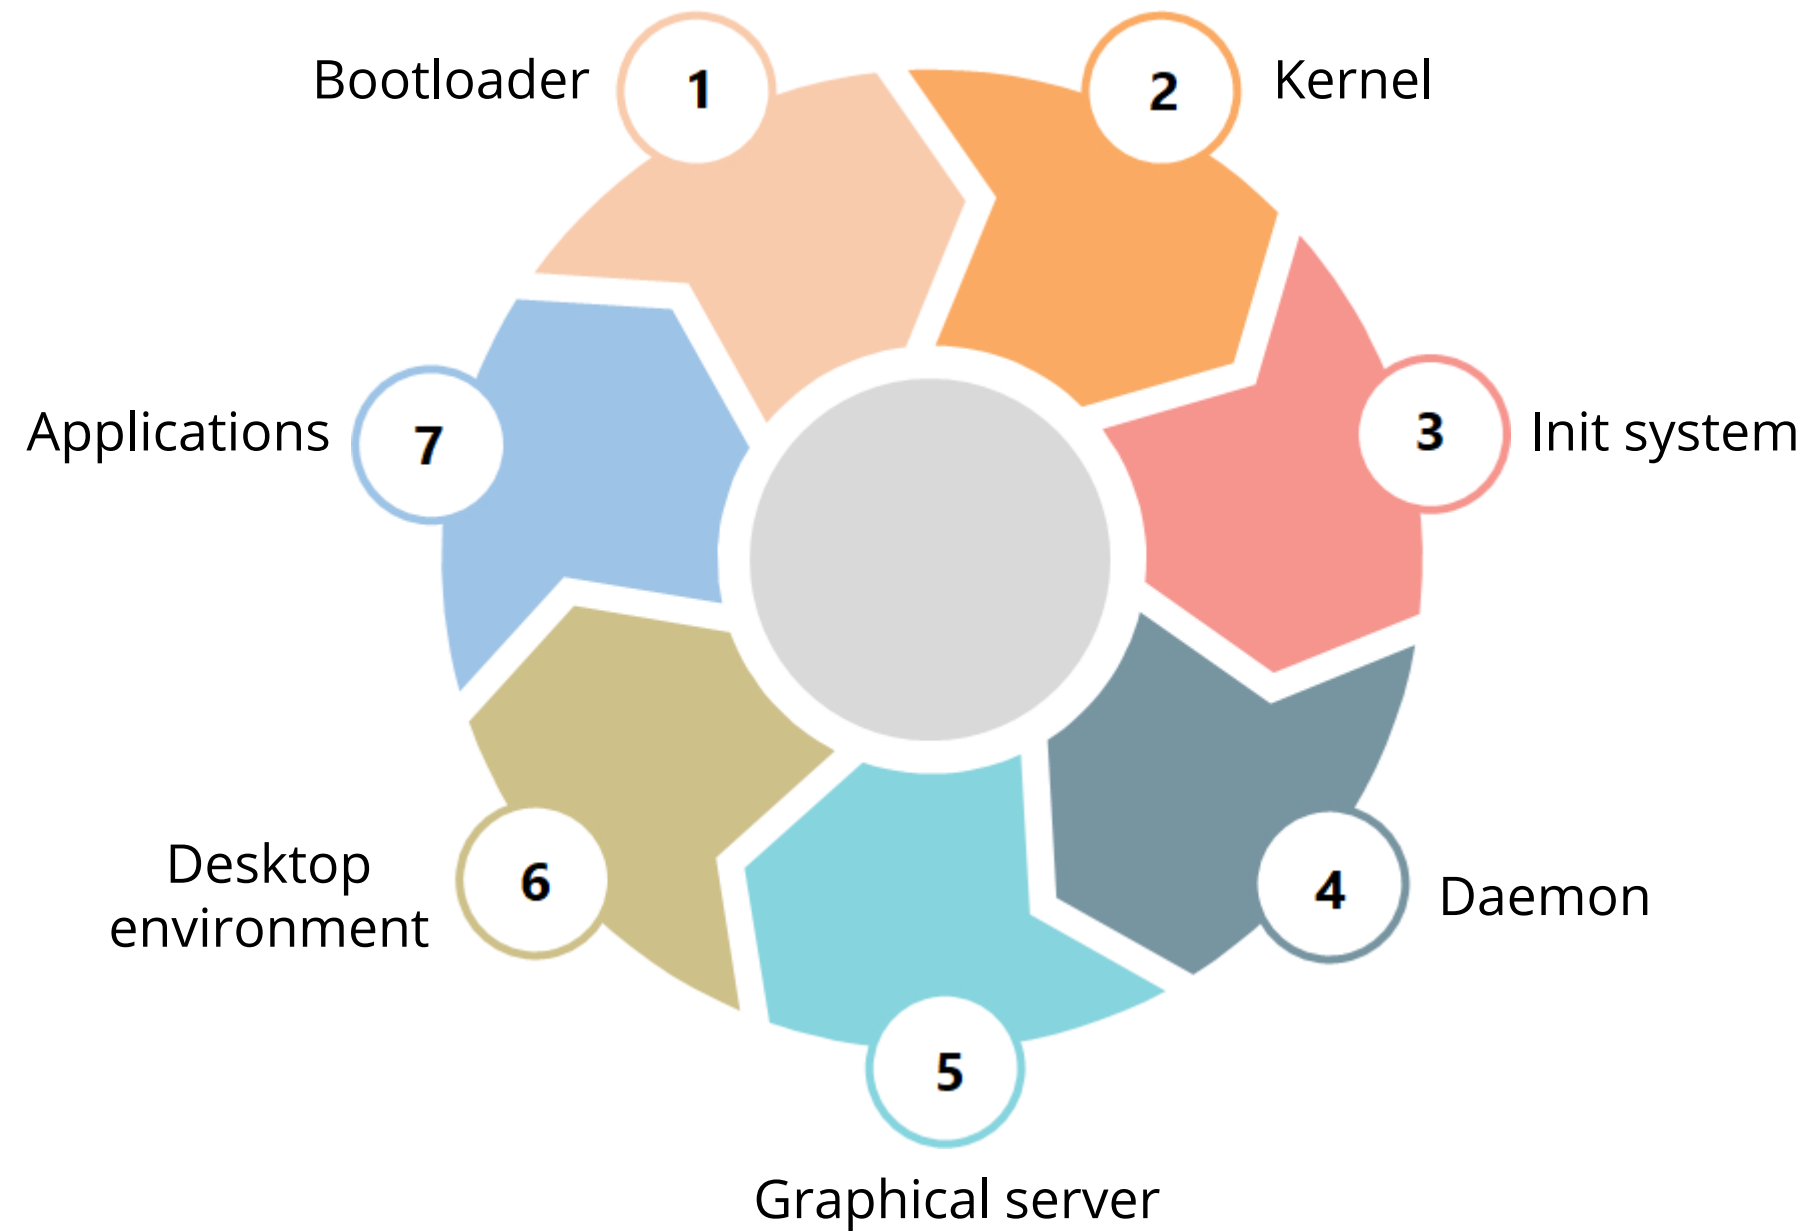 Bootloader
1
2
Kernel
3
Init system
4
Daemon
5
Graphical server
6
Desktop
environment
7
Applications